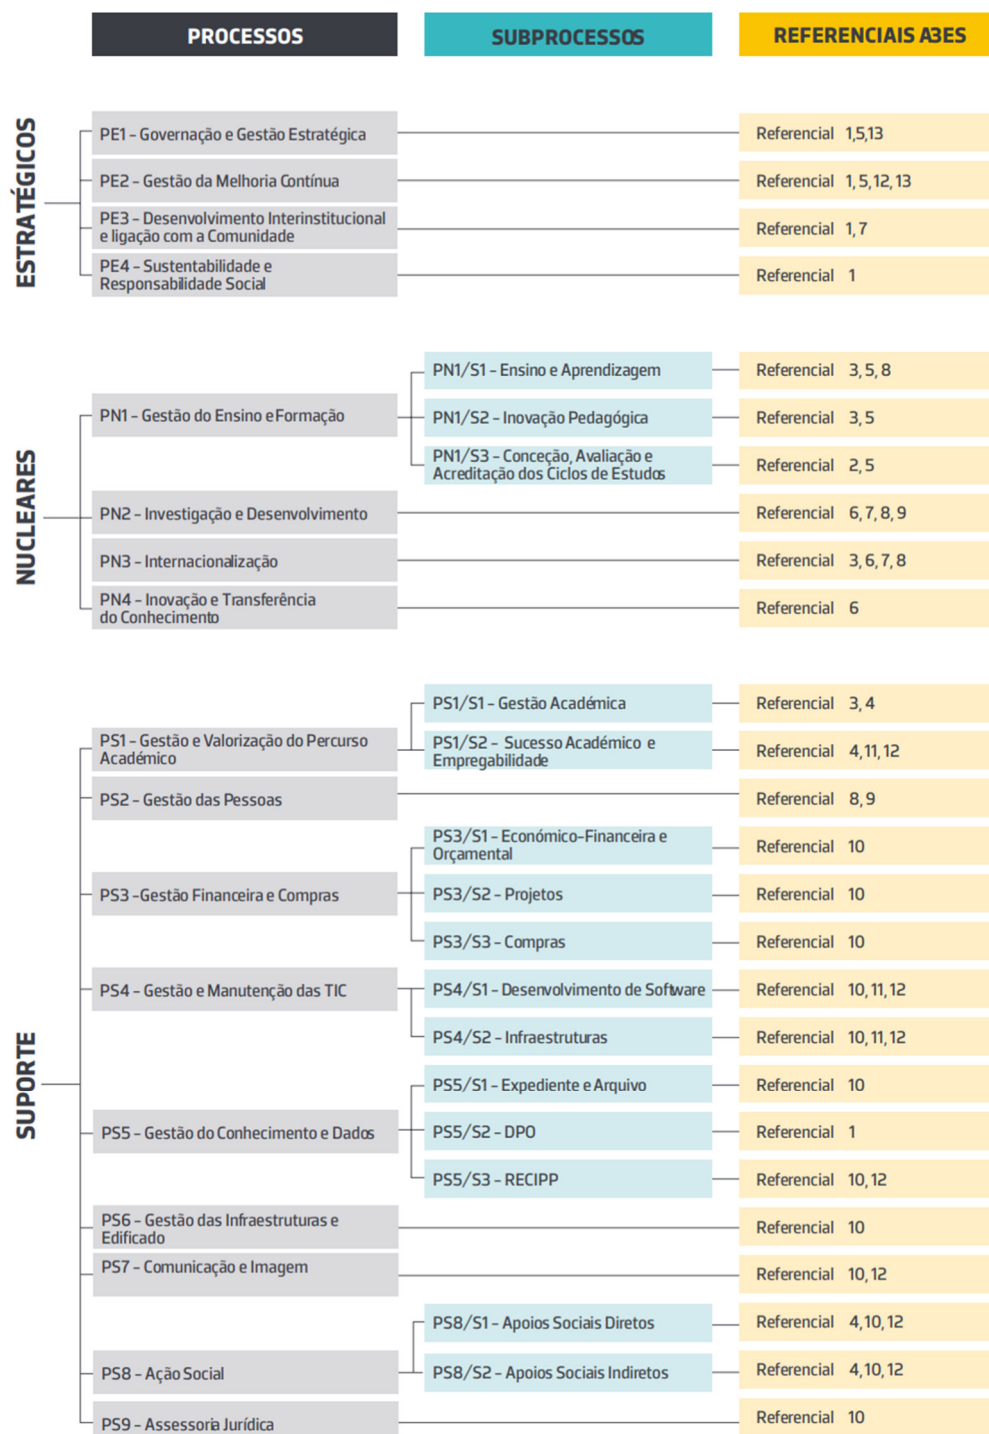 PROCESSOS
SUBPROCESSOS
REFERENCIAIS A3ES
ESTRATÉGICOS
PE1 – Governação e Gestão Estratégica
Referencial 1,5,13
PE2 – Gestão da Melhoria Contínua
Referencial 1, 5, 12, 13
PE3 – Desenvolvimento Interinstitucional
e ligação com a Comunidade
Referencial 1, 7
PE4 – Sustentabilidade e
Responsabilidade Social
Referencial 1
NUCLEARES
PN1 – Gestão do Ensino e Formação
PN1/S1 – Ensino e Aprendizagem
Referencial 3, 5, 8
PN1/S2 – Inovação Pedagógica
Referencial 3, 5
PN1/S3 – Conceção, Avaliação e
Acreditação dos Ciclos de Estudos
Referencial 2, 5
PN2 – Investigação e Desenvolvimento
Referencial 6, 7, 8, 9
PN3 – Internacionalização
Referencial 3, 6, 7, 8
PN4 – Inovação e Transferência
do Conhecimento
Referencial 6
SUPORTE
PS1 – Gestão e Valorização do Percurso
Académico
PS1/S1 – Gestão Académica
Referencial 3, 4
PS1/S2 – Sucesso Académico e
Empregabilidade
Referencial 4, 11, 12
PS2 – Gestão das Pessoas
Referencial 8, 9
PS3 –Gestão Financeira e Compras
PS3/S1 – Económico-Financeira e
Orçamental
Referencial 10
PS3/S2 – Projetos
Referencial 10
PS3/S3 – Compras
Referencial 10
PS4 – Gestão e Manutenção das TIC
PS4/S1 – Desenvolvimento de Software
Referencial 10, 11, 12
PS4/S2 – Infraestruturas
Referencial 10, 11, 12
PS5 – Gestão do Conhecimento e Dados
PS5/S1 – Expediente e Arquivo
Referencial 10
PS5/S2 – DPO
Referencial 1
PS5/S3 – RECIPP
Referencial 10, 12
PS6 – Gestão das Infraestruturas e
Edificado
Referencial 10
PS7 – Comunicação e Imagem
Referencial 10, 12
PS8 – Ação Social
PS8/S1 – Apoios Sociais Diretos
Referencial 4, 10, 12
PS8/S2 – Apoios Sociais Indiretos
Referencial 4, 10, 12
PS9 – Assessoria Jurídica
Referencial 10